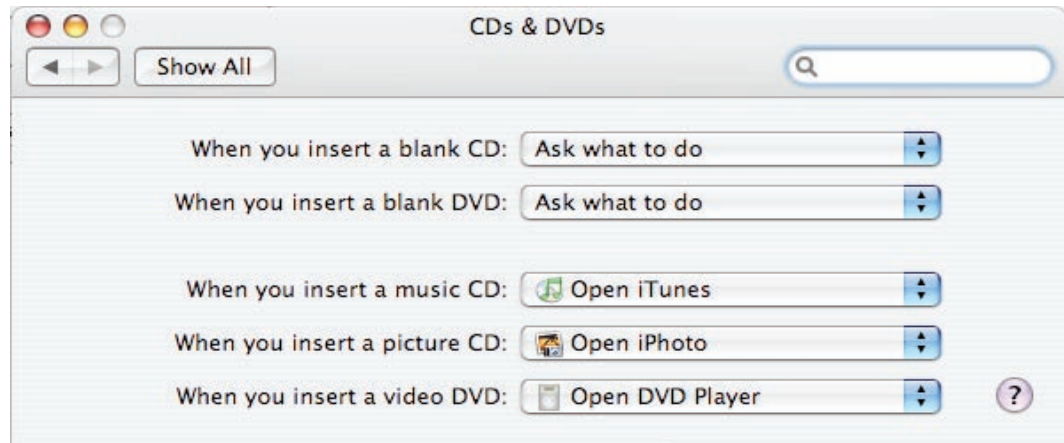 CDs & DVDs
Show All
When you insert a blank CD: Ask what to do
When you insert a blank DVD: Ask what to do
When you insert a music CD: Open iTunes
When you insert a picture CD: Open iPhoto
When you insert a video DVD: Open DVD Player
?